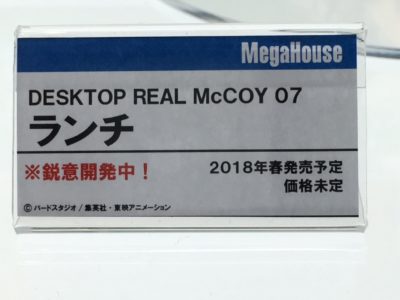 MegaHouse
DESKTOP REAL McCOY 07
ランチ
※鋭意開発中！
2018年春発売予定
価格未定
© バードスタジオ / 集英社・東映アニメーション